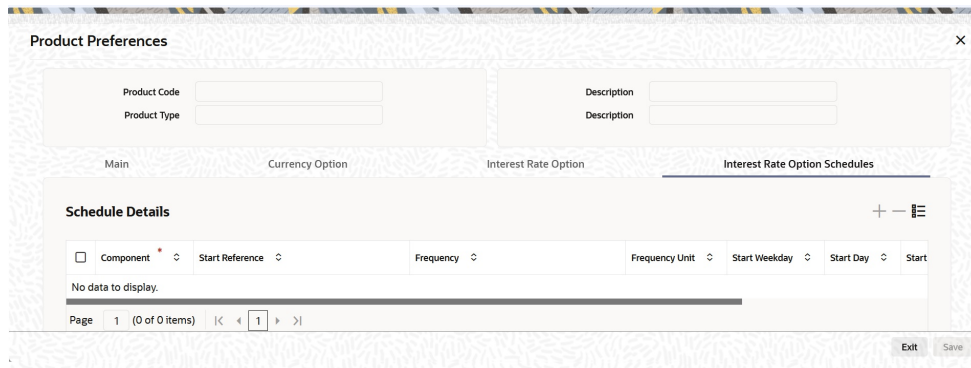 Product Preferences
Product Code
Description
Product Type
Description
Main Currency Option Interest Rate Option Interest Rate Option Schedules
Schedule Details
Component * Start Reference Frequency Frequency Unit Start Weekday Start Day Start
No data to display.
Page 1 (0 of 0 items) 1
Exit Save